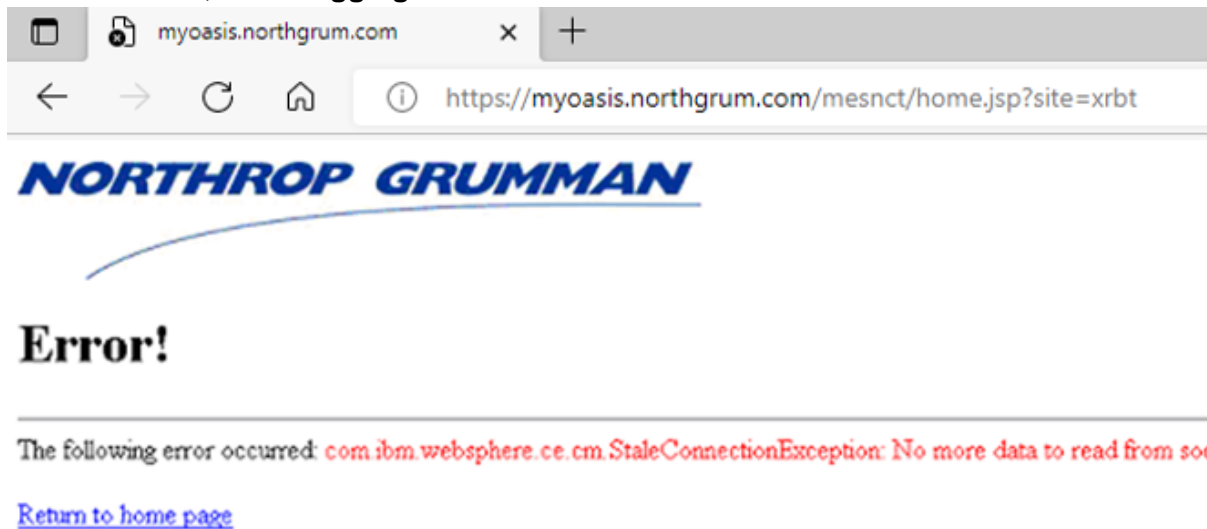 myoasis.northgrum.com
https://myoasis.northgrum.com/mesnct/home.jsp?site=xrbt
NORTHROP GRUMMAN
Error!
The following error occurred: com.ibm.websphere.ce.cm.StaleConnectionException: No more data to read from
Return to home page